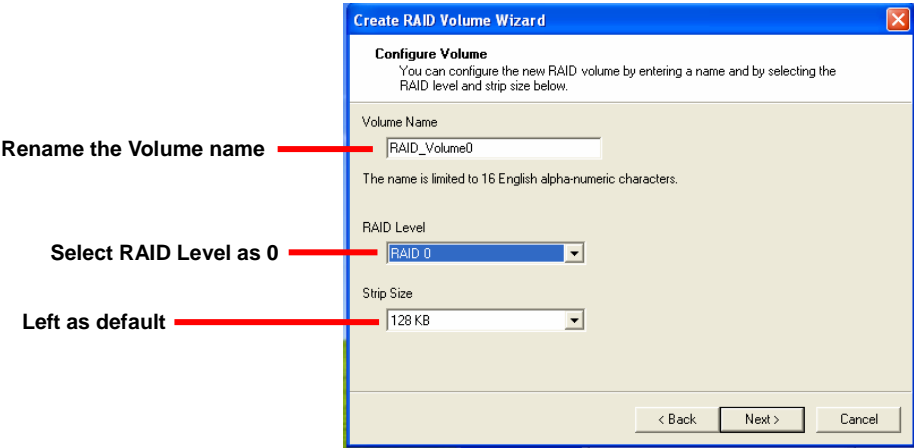 Create RAID Volume Wizard
Configure Volume
You can configure the new RAID volume by entering a name and by selecting the
RAID level and strip size below.
Volume Name
Rename the Volume name
RAID_Volume0
The name is limited to 16 English alpha-numeric characters.
RAID Level
Select RAID Level as 0
RAID 0
Strip Size
Left as default
128 KB
< Back
Next >
Cancel